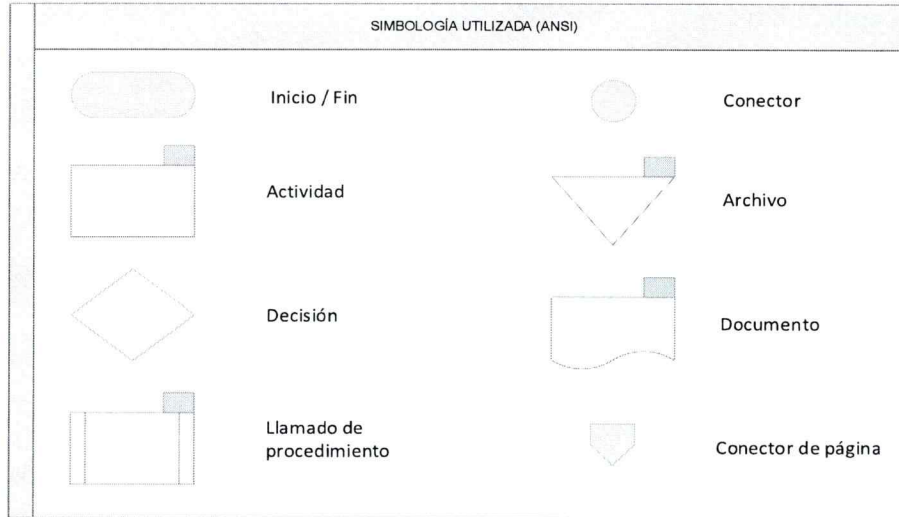 SIMBOLOGÍA UTILIZADA (ANSI)
Inicio / Fin
Conector
Actividad
Archivo
Decisión
Documento
Llamado de
procedimiento
Conector de página